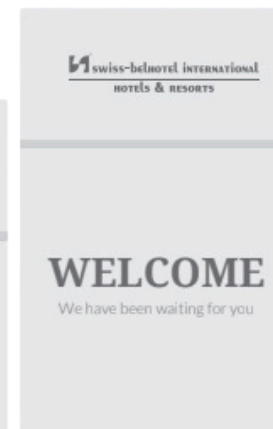 swiss-belhotel international
hotels & resorts
WELCOME
We have been waiting for you